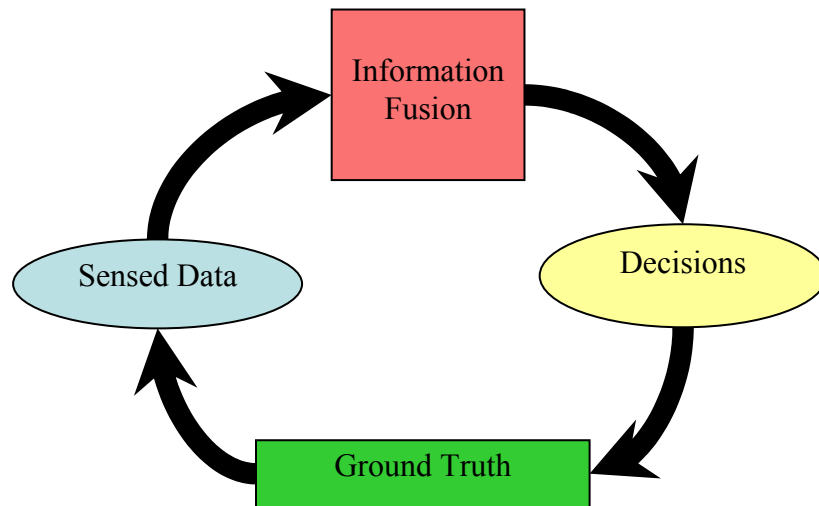 Information
Fusion
Sensed Data
Decisions
Ground Truth